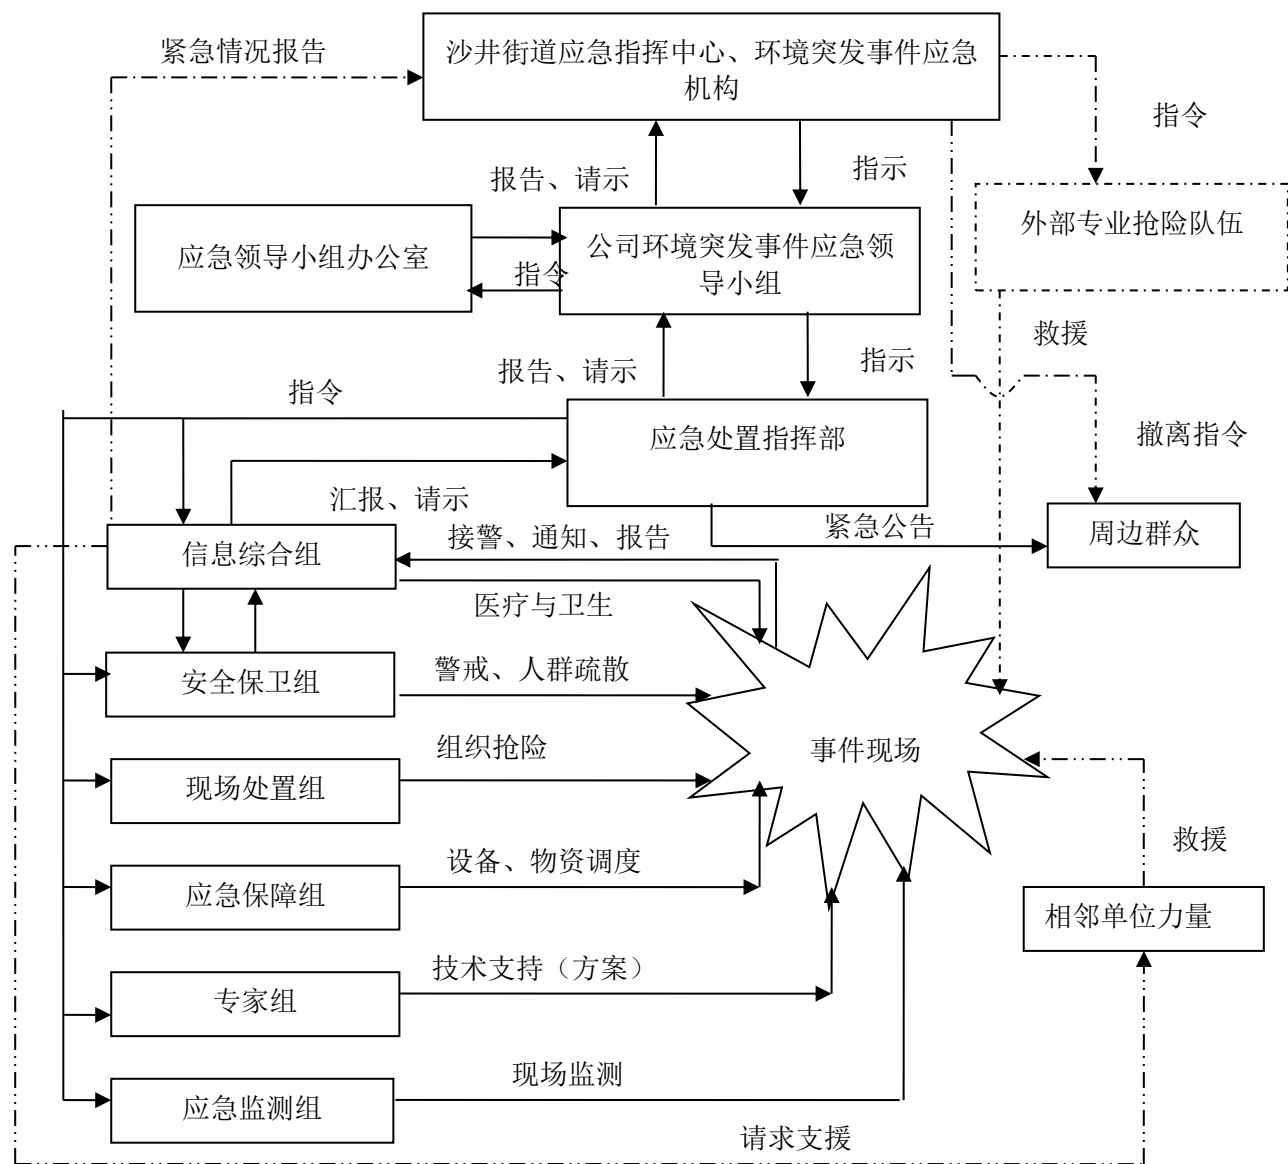 紧急情况报告
沙井街道应急指挥中心、环境突发事件应急
机构
指令
报告、请示
指示
外部专业抢险队伍
应急领导小组办公室
公司环境突发事件应急领
导小组
指令
救援
报告、请示
指示
指令
应急处置指挥部
撤离指令
汇报、请示
紧急公告
周边群众
接警、通知、报告
信息综合组
医疗与卫生
安全保卫组
警戒、人群疏散
组织抢险
事件现场
现场处置组
救援
设备、物资调度
应急保障组
相邻单位力量
技术支持（方案）
专家组
现场监测
应急监测组
请求支援